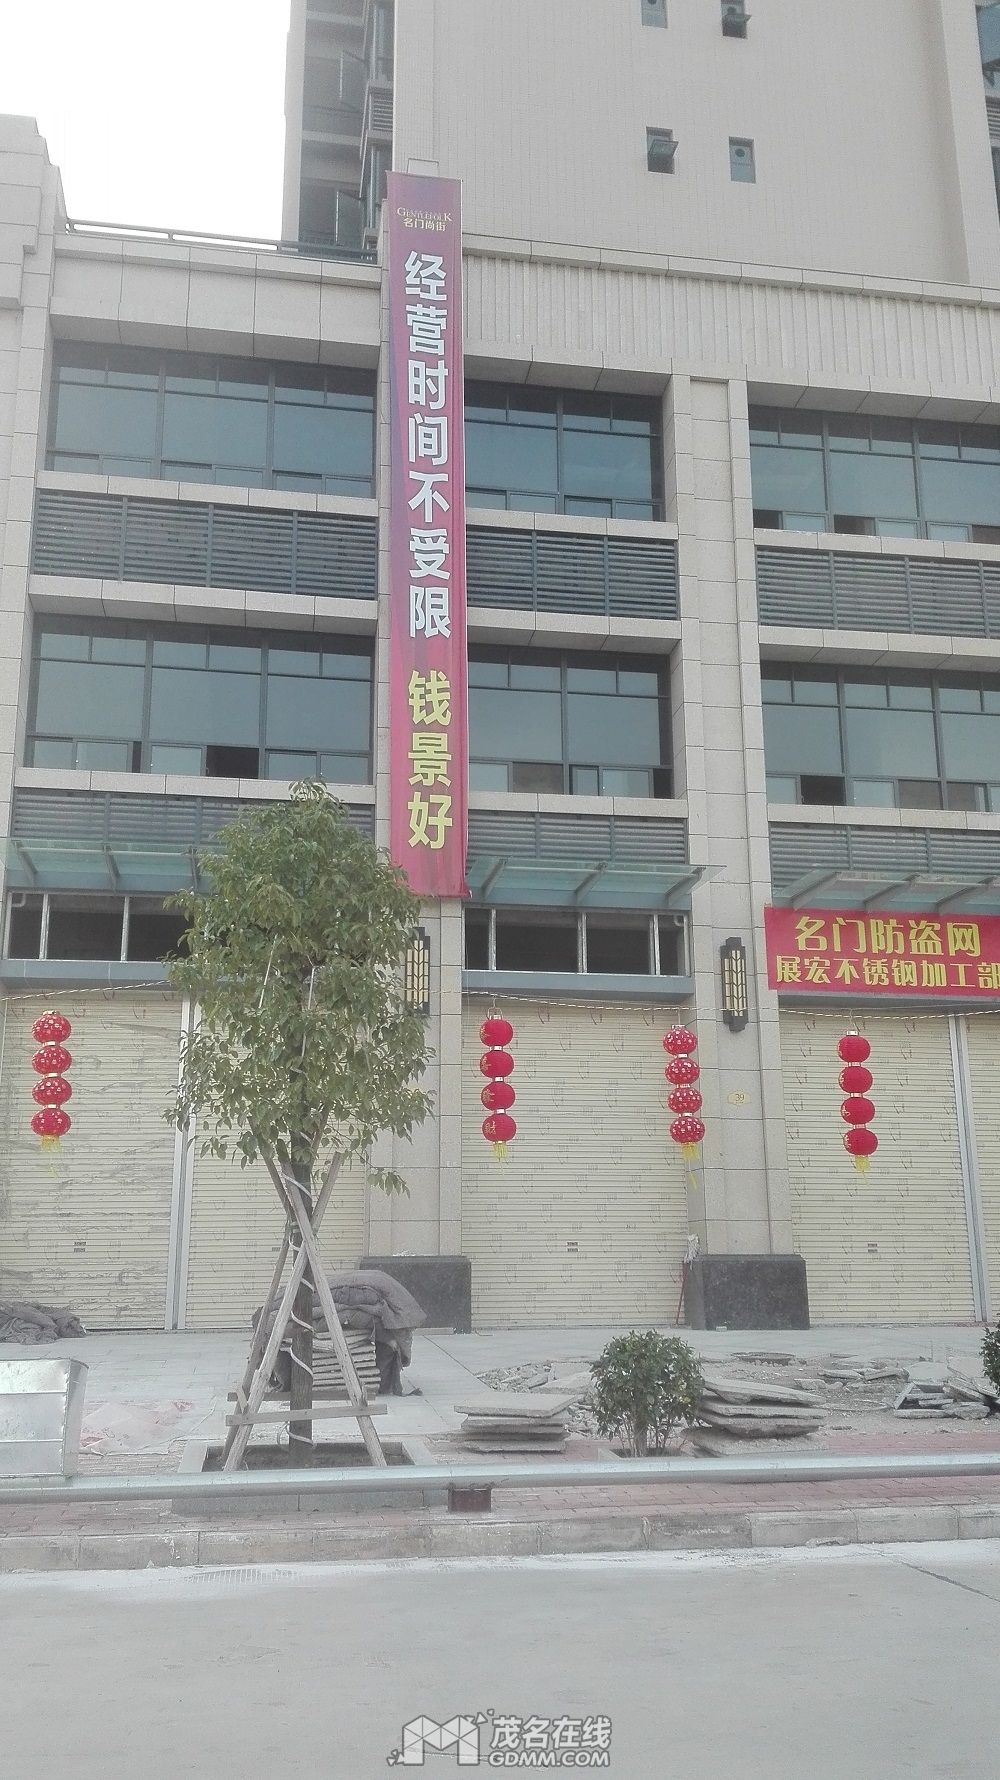 GENTLEFOLK
名门尚街
经营时间不受限 钱景好
名门防盗网
展宏不锈钢加工部
39
茂名在线
GDMM.COM